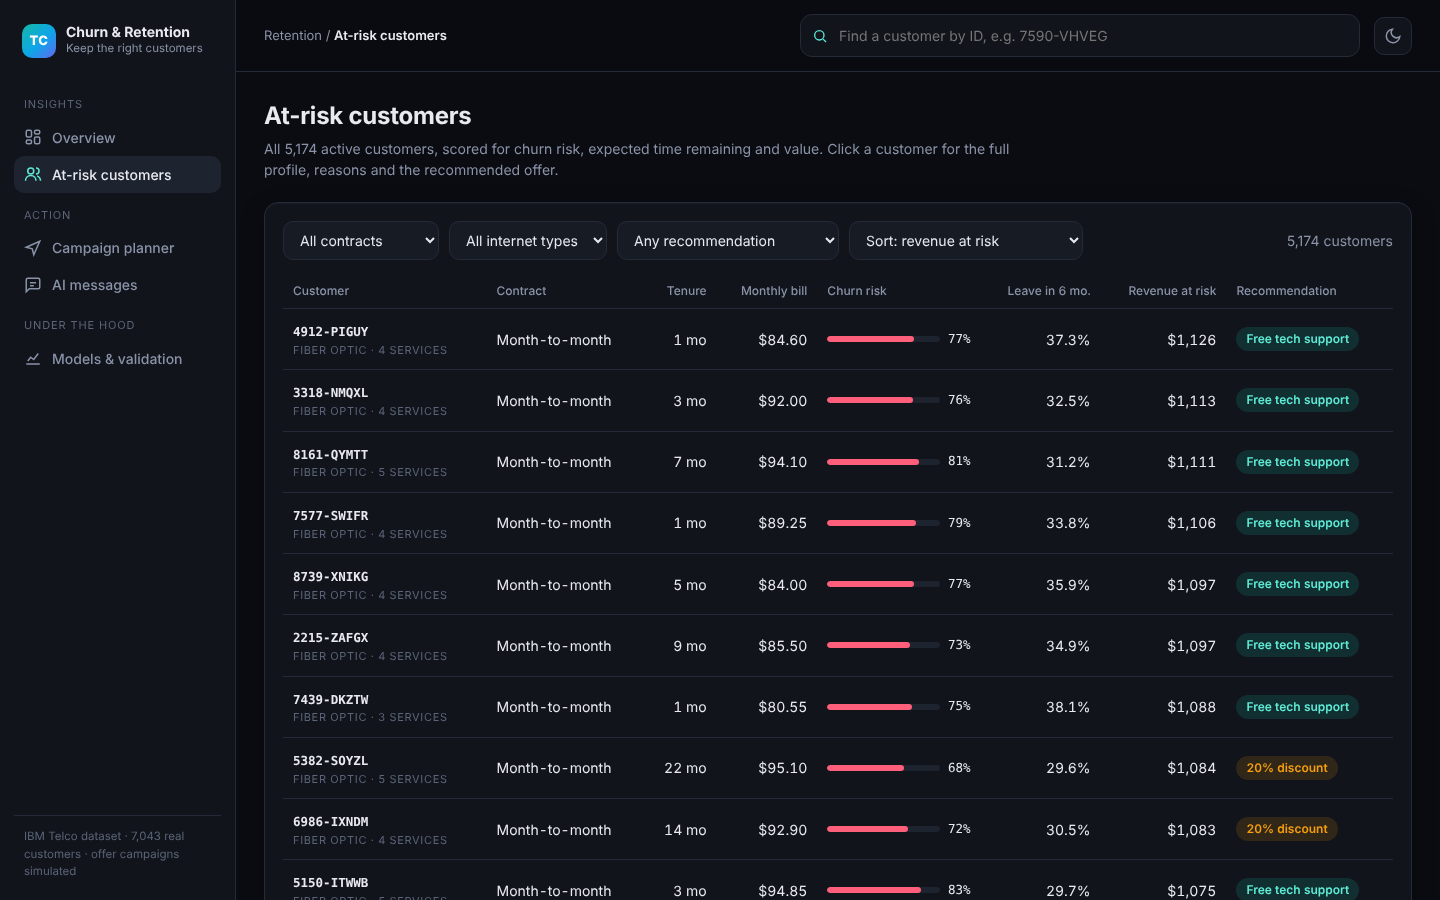 TC
Churn & Retention
Keep the right customers
INSIGHTS
Overview
At-risk customers
ACTION
Campaign planner
AI messages
UNDER THE HOOD
Models & validation
IBM Telco dataset · 7,043 real
customers · offer campaigns
simulated
Retention / At-risk customers
Find a customer by ID, e.g. 7590-VHVEG
At-risk customers
All 5,174 active customers, scored for churn risk, expected time remaining and value. Click a customer for the full
profile, reasons and the recommended offer.
All contracts All internet types Any recommendation Sort: revenue at risk 5,174 customers
Customer Contract Tenure Monthly bill Churn risk Leave in 6 mo. Revenue at risk Recommendation
4912-PIGUY Month-to-month 1 mo $84.60 77% 37.3% $1,126 Free tech support
FIBER OPTIC · 4 SERVICES
3318-NMQXL Month-to-month 3 mo $92.00 76% 32.5% $1,113 Free tech support
FIBER OPTIC · 4 SERVICES
8161-QYMTT Month-to-month 7 mo $94.10 81% 31.2% $1,111 Free tech support
FIBER OPTIC · 5 SERVICES
7577-SWIFR Month-to-month 1 mo $89.25 79% 33.8% $1,106 Free tech support
FIBER OPTIC · 4 SERVICES
8739-XNIKG Month-to-month 5 mo $84.00 77% 35.9% $1,097 Free tech support
FIBER OPTIC · 4 SERVICES
2215-ZAFGX Month-to-month 9 mo $85.50 73% 34.9% $1,097 Free tech support
FIBER OPTIC · 4 SERVICES
7439-DKZTW Month-to-month 1 mo $80.55 75% 38.1% $1,088 Free tech support
FIBER OPTIC · 3 SERVICES
5382-SOYZL Month-to-month 22 mo $95.10 68% 29.6% $1,084 20% discount
FIBER OPTIC · 5 SERVICES
6986-IXNDM Month-to-month 14 mo $92.90 72% 30.5% $1,083 20% discount
FIBER OPTIC · 4 SERVICES
5150-ITWWB Month-to-month 3 mo $94.85 83% 29.7% $1,075 Free tech support
FIBER OPTIC · 5 SERVICES